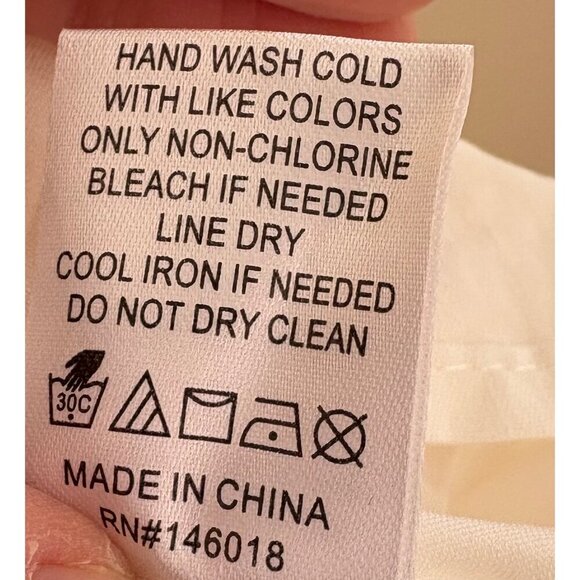 HAND WASH COLD
WITH LIKE COLORS
ONLY NON-CHLORINE
BLEACH IF NEEDED
LINE DRY
COOL IRON IF NEEDED
DO NOT DRY CLEAN
30C
MADE IN CHINA
RN#146018